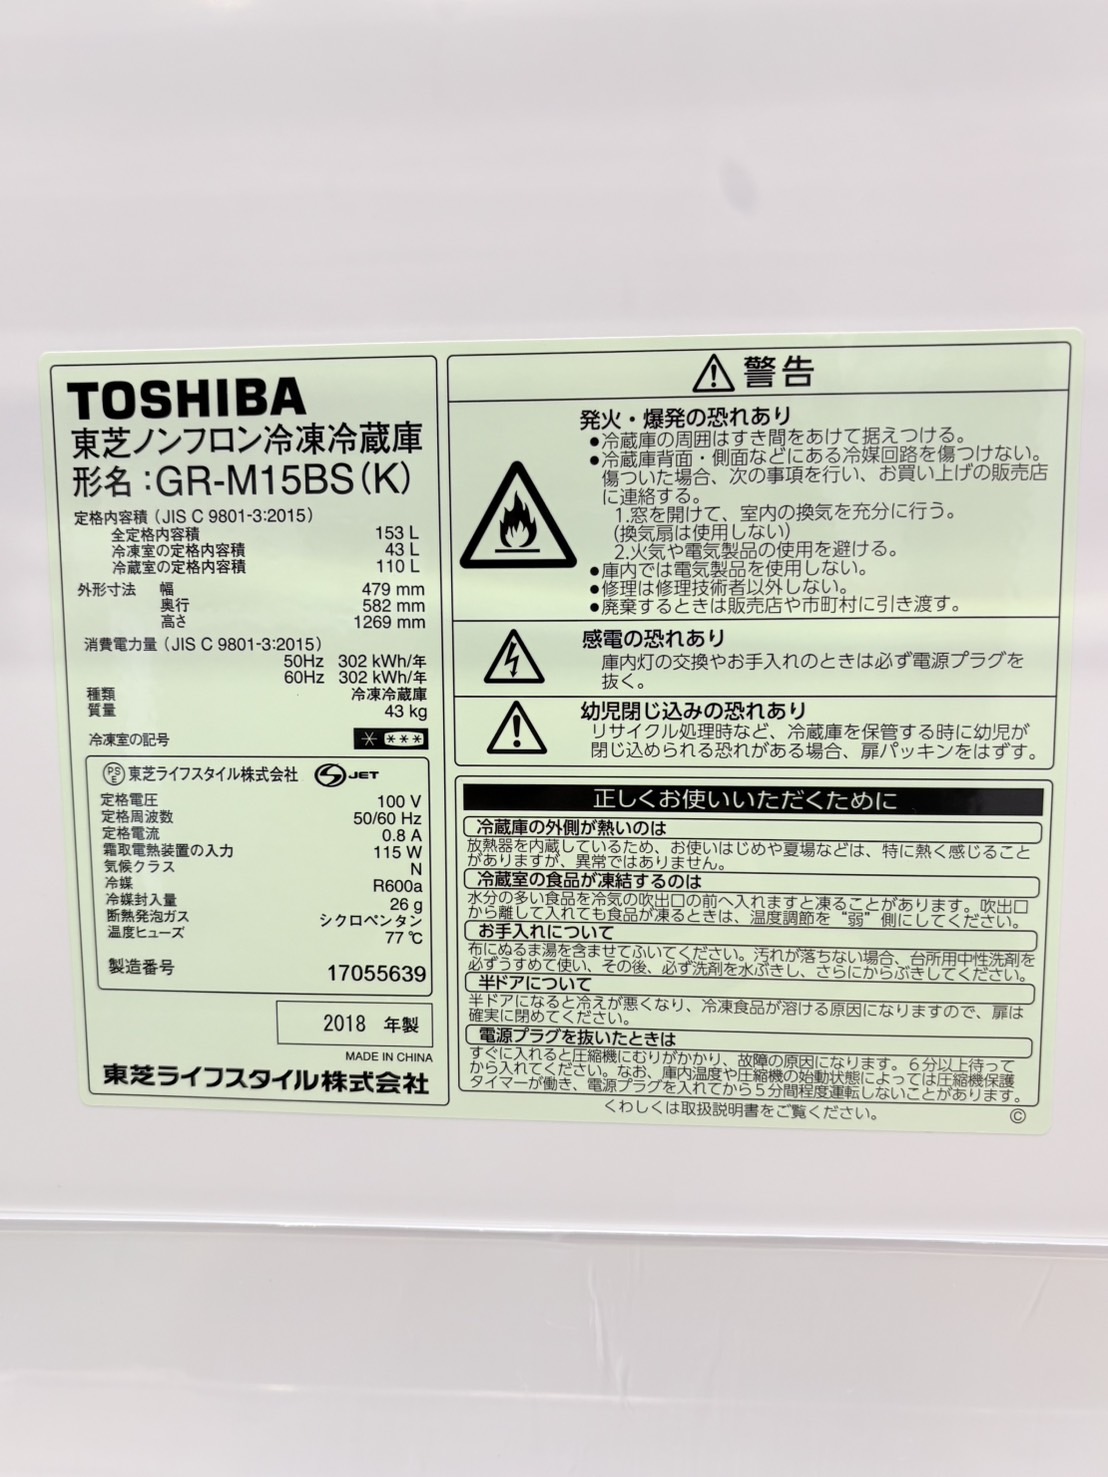 TOSHIBA
東芝ノンフロン冷凍冷蔵庫
形名:GR-M15BS(K)
定格内容積(JIS C 9801-3:2015)
全定格内容積 153 L
冷凍室の定格内容積 43 L
冷蔵室の定格内容積 110 L
外形寸法 幅 479 mm
奥行 582 mm
高さ 1269 mm
消費電力量(JIS C 9801-3:2015)
50Hz 302 kWh/年
60Hz 302 kWh/年
種類 冷凍冷蔵庫
質量 43 kg
冷凍室の記号 * ***
PSE 東芝ライフスタイル株式会社 JET
定格電圧 100 V
定格周波数 50/60 Hz
定格電流 0.8 A
霜取電熱装置の入力 115 W
気候クラス N
冷媒 R600a
冷媒封入量 26 g
断熱発泡ガス シクロペンタン
温度ヒューズ 77℃
製造番号 17055639
2018 年製
MADE IN CHINA
東芝ライフスタイル株式会社
警告
発火・爆発の恐れあり
●冷蔵庫の周囲はすき間をあけて据えつける。
●冷蔵庫背面・側面などにある冷媒回路を傷つけない。
傷ついた場合、次の事項を行い、お買い上げの販売店
に連絡する。
1.窓を開けて、室内の換気を充分に行う。
(換気扇は使用しない)
2.火気や電気製品の使用を避ける。
●庫内では電気製品を使用しない。
●修理は修理技術者以外しない。
●廃棄するときは販売店や市町村に引き渡す。
感電の恐れあり
庫内灯の交換やお手入れのときは必ず電源プラグを
抜く。
幼児閉じ込みの恐れあり
リサイクル処理時など、冷蔵庫を保管する時に幼児が
閉じ込められる恐れがある場合、扉パッキンをはずす。
正しくお使いいただくために
冷蔵庫の外側が熱いのは
放熱器を内蔵しているため、お使いはじめや夏場などは、特に熱く感じること
がありますが、異常ではありません。
冷蔵室の食品が凍結するのは
水分の多い食品を冷気の吹出口の前へ入れますと凍ることがあります。吹出口
から離して入れても食品が凍るときは、温度調節を“弱”側にしてください。
お手入れについて
布にぬるま湯を含ませてふいてください。汚れが落ちない場合、台所用中性洗剤を
必ずうすめて使い、その後、必ず洗剤を水ぶきし、さらにからぶきしてください。
半ドアについて
半ドアになると冷えが悪くなり、冷凍食品が溶ける原因になりますので、扉は
確実に閉めてください。
電源プラグを抜いたときは
すぐに入れると圧縮機にむりがかかり、故障の原因になります。6分以上待って
から入れてください。なお、庫内温度や圧縮機の始動状態によっては圧縮機保護
タイマーが働き、電源プラグを入れてから5分間程度運転しないことがあります。
くわしくは取扱説明書をご覧ください。 ©